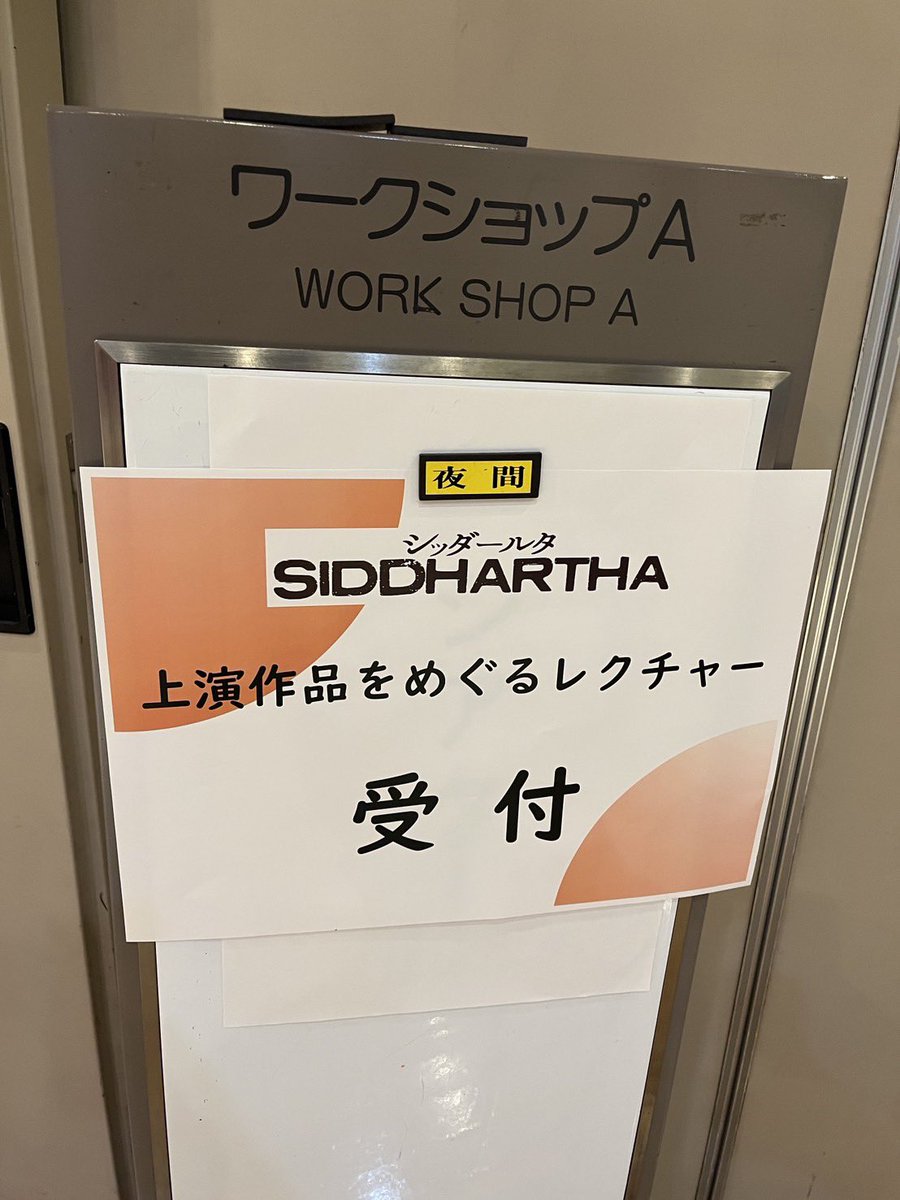 ワークショップA
WORK SHOP A
夜間
シッダールタ
SIDDHARTHA
上演作品をめぐるレクチャー
受付